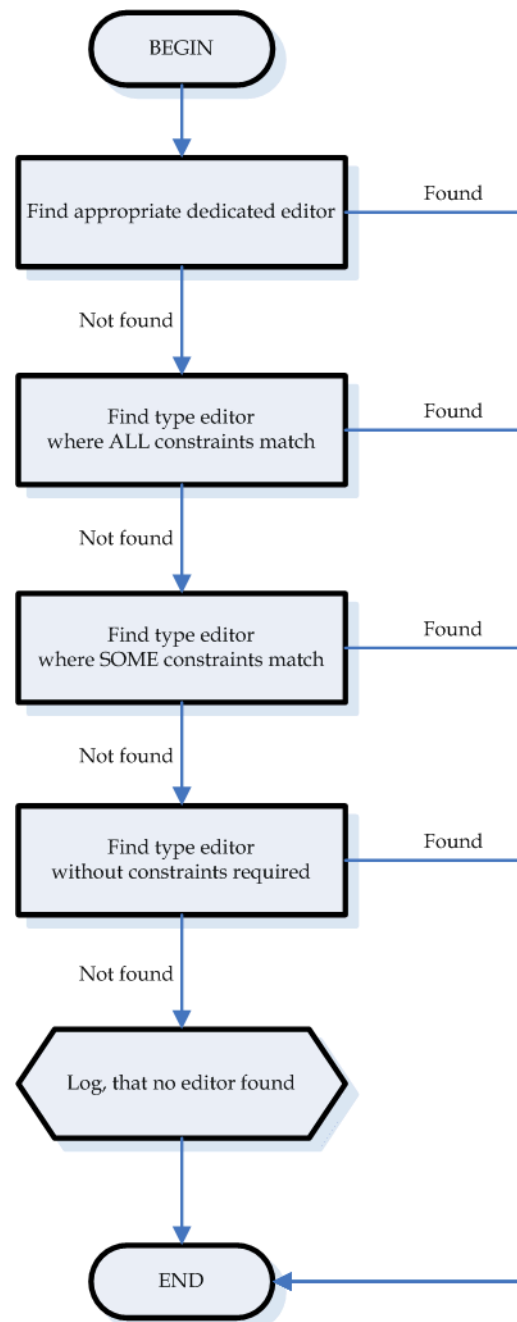 BEGIN
Find appropriate dedicated editor
Found
Not found
Find type editor
where ALL constraints match
Found
Not found
Find type editor
where SOME constraints match
Found
Not found
Find type editor
without constraints required
Found
Not found
Log, that no editor found
END